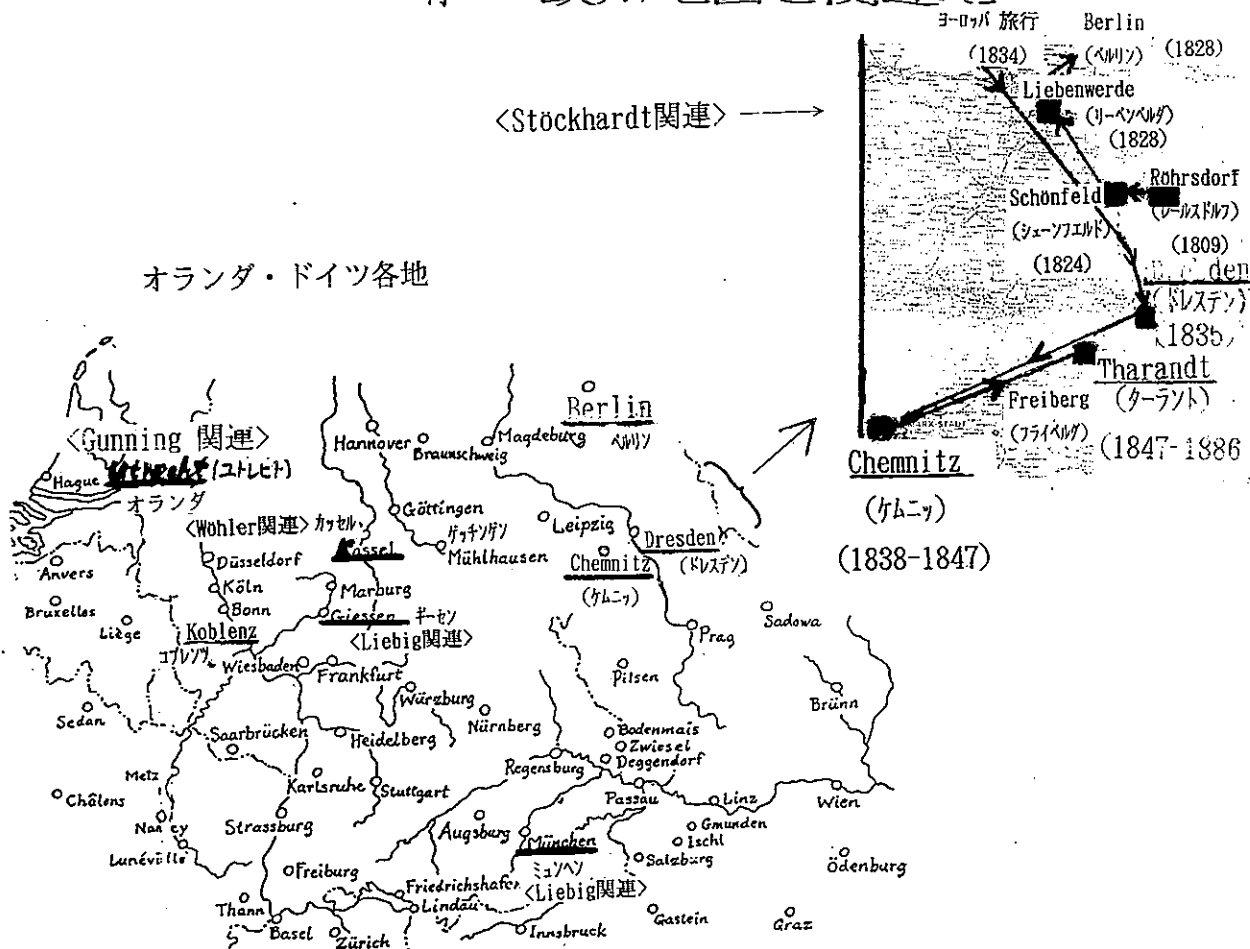 ヨーロッパ 旅行
(1834)
Berlin
(ベルリン)
(1828)
<Stöckhardt関連>
Liebenwerde
(リーベンベルダ)
(1828)
Röhrsdorf
(レールスドルフ)
(1809)
Schönfeld
(シェーンフエルド)
(1824)
(ドレスデン)
Tharandt
(ターラント)
(1847-1886
Freiberg
(フライベルグ)
Chemnitz
(ケムニッ)
(1838-1847)
オランダ・ドイツ各地
<Gunning 関連>
Hague
(ユトレヒト)
オランダ
Hannover
Braunschweig
Magdeburg
Berlin
ベルリン
<Wöhler関連>
カッセル
Göttingen
ゲッチンゲン
Mühlhausen
Leipzig
Dresden
(ドレスデン)
Chemnitz
(ケムニッ)
Anvers
Düsseldorf
Köln
Bonn
Marburg
Bruxelles
Liège
Koblenz
コブレンツ
Giessen
ギーセン
<Liebig関連>
Wiesbaden
Frankfurt
Prag
Sadowa
Würzburg
Pilsen
Brünn
Sedan
Saarbrücken
Heidelberg
Nürnberg
Bodenmais
Zwiesel
Deggendorf
Regensburg
Metz
Karlsruhe
Stuttgart
Passau
Linz
Wien
Châlons
Nancy
Strassburg
Augsburg
München
ミュンヘン
<Liebig関連>
Gmunden
Ischl
Salzburg
Ödenburg
Lunéville
Freiburg
Friedrichshafen
Lindau
Thann
Basel
Zürich
Innsbruck
Gastein
Graz